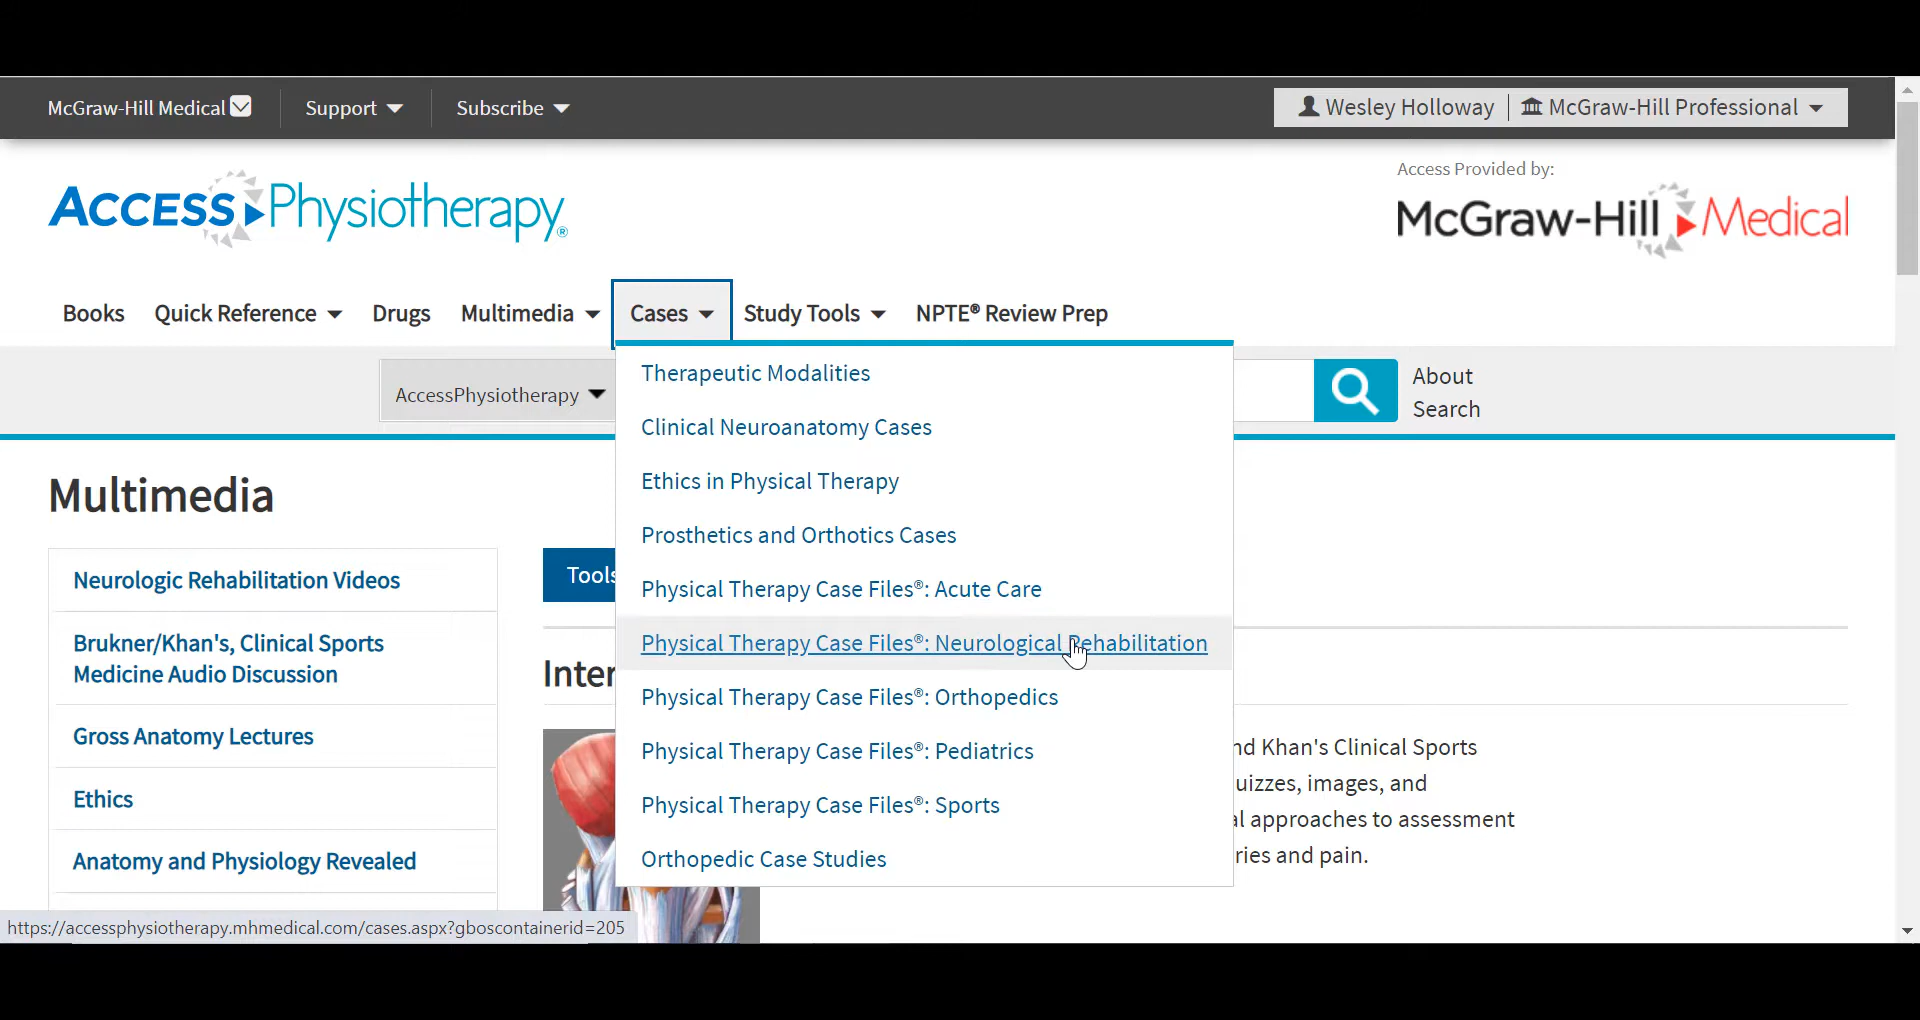 McGraw-Hill Medical
Support
Subscribe
Wesley Holloway
McGraw-Hill Professional
ACCESS Physiotherapy®
Access Provided by:
McGraw-Hill Medical
Books
Quick Reference
Drugs
Multimedia
Cases
Study Tools
NPTE® Review Prep
AccessPhysiotherapy
About
Search
Therapeutic Modalities
Clinical Neuroanatomy Cases
Ethics in Physical Therapy
Prosthetics and Orthotics Cases
Physical Therapy Case Files®: Acute Care
Physical Therapy Case Files®: Neurological Rehabilitation
Physical Therapy Case Files®: Orthopedics
Physical Therapy Case Files®: Pediatrics
Physical Therapy Case Files®: Sports
Orthopedic Case Studies
Multimedia
Neurologic Rehabilitation Videos
Brukner/Khan's, Clinical Sports
Medicine Audio Discussion
Gross Anatomy Lectures
Ethics
Anatomy and Physiology Revealed
Tools
Khan's Clinical Sports
images, and
approaches to assessment
and pain.
https://accessphysiotherapy.mhmedical.com/cases.aspx?gboscontainerid=205